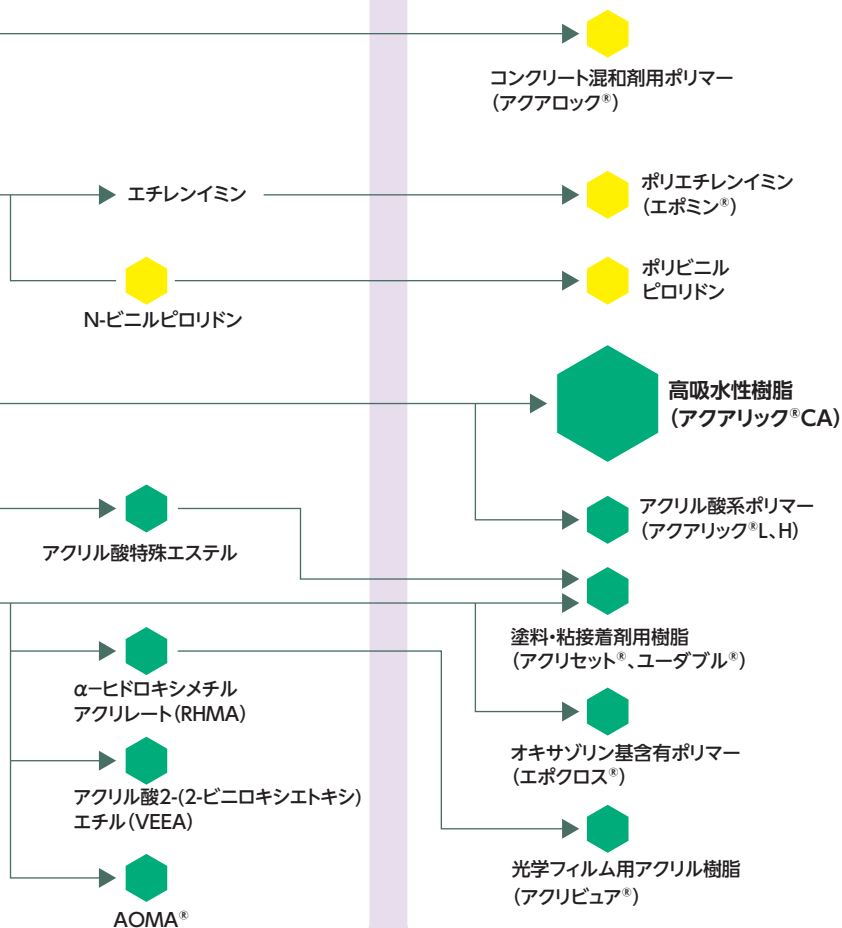 コンクリート混和剤用ポリマー
（アクアロック®）
エチレンイミン
ポリエチレンイミン
（エポミン®）
N-ビニルピロリドン
ポリビニル
ピロリドン
高吸水性樹脂
（アクアリック®CA）
アクリル酸特殊エステル
アクリル酸系ポリマー
（アクアリック®L、H）
塗料・粘接着剤用樹脂
（アクリセット®、ユーダブル®）
α−ヒドロキシメチル
アクリレート（RHMA）
オキサゾリン基含有ポリマー
（エポクロス®）
アクリル酸2-(2-ビニロキシエトキシ)
エチル（VEEA）
光学フィルム用アクリル樹脂
（アクリビュア®）
AOMA®